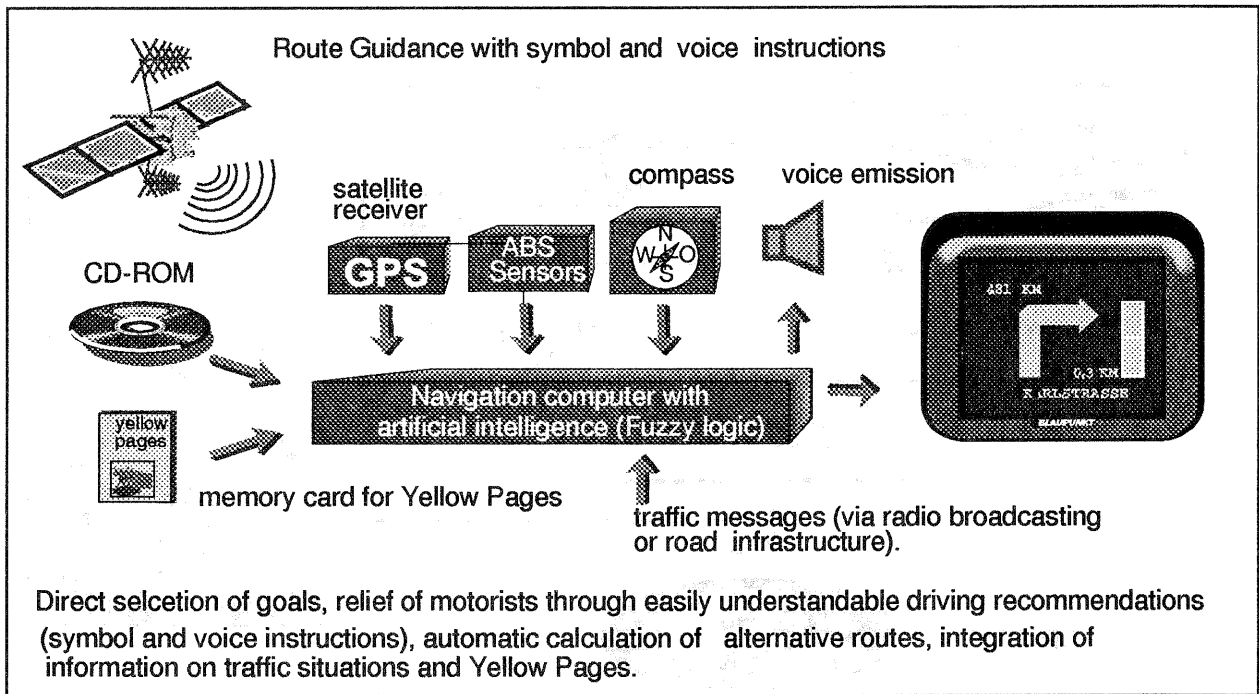 Route Guidance with symbol and voice instructions
compass
voice emission
satellite
receiver
GPS
ABS
Sensors
N
W O
S
CD-ROM
481 KM
0,3 KM
KARLSTRASSE
BLAUPUNKT
Navigation computer with
artificial intelligence (Fuzzy logic)
yellow
pages
memory card for Yellow Pages
traffic messages (via radio broadcasting
or road infrastructure).
Direct selcetion of goals, relief of motorists through easily understandable driving recommendations
(symbol and voice instructions), automatic calculation of alternative routes, integration of
information on traffic situations and Yellow Pages.